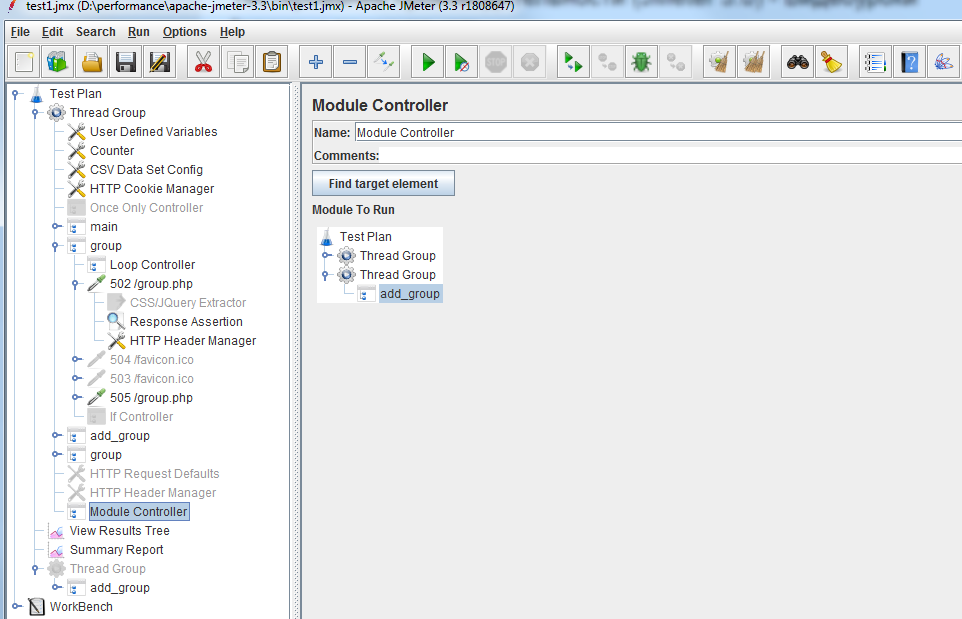 test1.jmx (D:\performance\apache-jmeter-3.3\bin\test1.jmx) - Apache JMeter (3.3 r1808647)
File Edit Search Run Options Help
Test Plan
Thread Group
User Defined Variables
Counter
CSV Data Set Config
HTTP Cookie Manager
Once Only Controller
main
group
Loop Controller
502 /group.php
CSS/JQuery Extractor
Response Assertion
HTTP Header Manager
504 /favicon.ico
503 /favicon.ico
505 /group.php
If Controller
add_group
group
HTTP Request Defaults
HTTP Header Manager
Module Controller
View Results Tree
Summary Report
Thread Group
add_group
WorkBench
Module Controller
Name: Module Controller
Comments:
Find target element
Module To Run
Test Plan
Thread Group
Thread Group
add_group